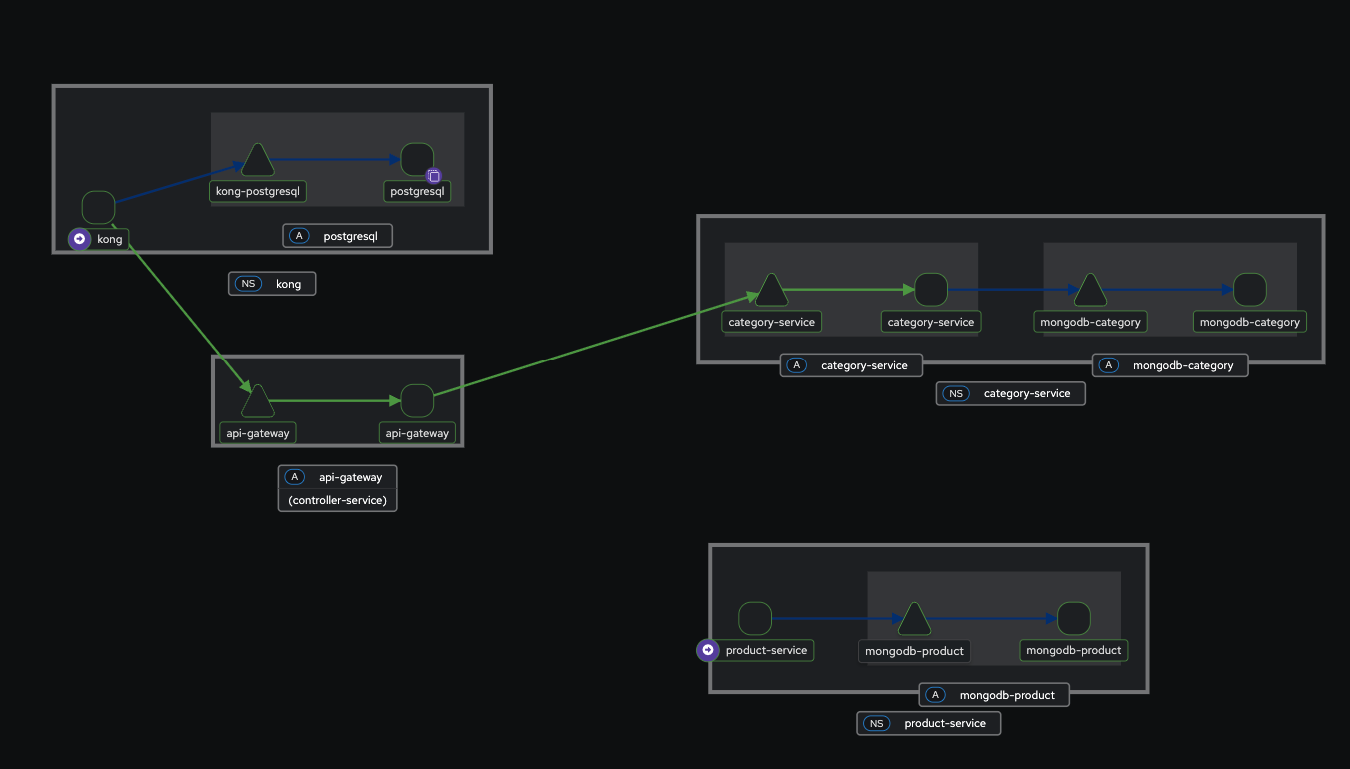 kong-postgresql
postgresql
kong
A postgresql
NS kong
api-gateway
api-gateway
A api-gateway
(controller-service)
category-service
category-service
mongodb-category
mongodb-category
A category-service
A mongodb-category
NS category-service
product-service
mongodb-product
mongodb-product
A mongodb-product
NS product-service